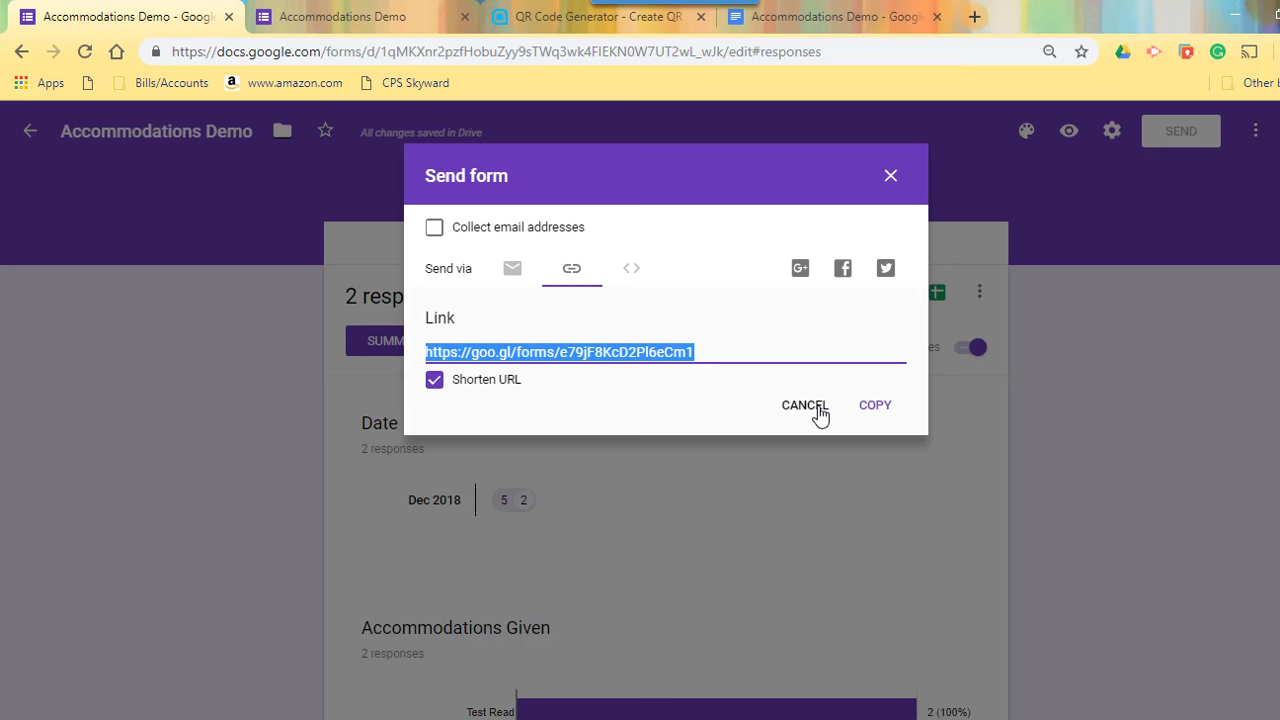 Accommodations Demo - Google
Accommodations Demo
QR Code Generator - Create QR
Accommodations Demo - Google
https://docs.google.com/forms/d/1qMKXnr2pzfHobuZyy9sTWq3wk4FIEKN0W7UT2wL_wJk/edit#responses
Apps
Bills/Accounts
www.amazon.com
CPS Skyward
Other b
Accommodations Demo
All changes saved in Drive
SEND
Send form
Collect email addresses
Send via
2 resp
Link
SUMM
es
https://goo.gl/forms/e79jF8KcD2Pl6eCm1
Shorten URL
CANCEL
COPY
Date
2 responses
Dec 2018
5
2
Accommodations Given
2 responses
Test Read
2 (100%)